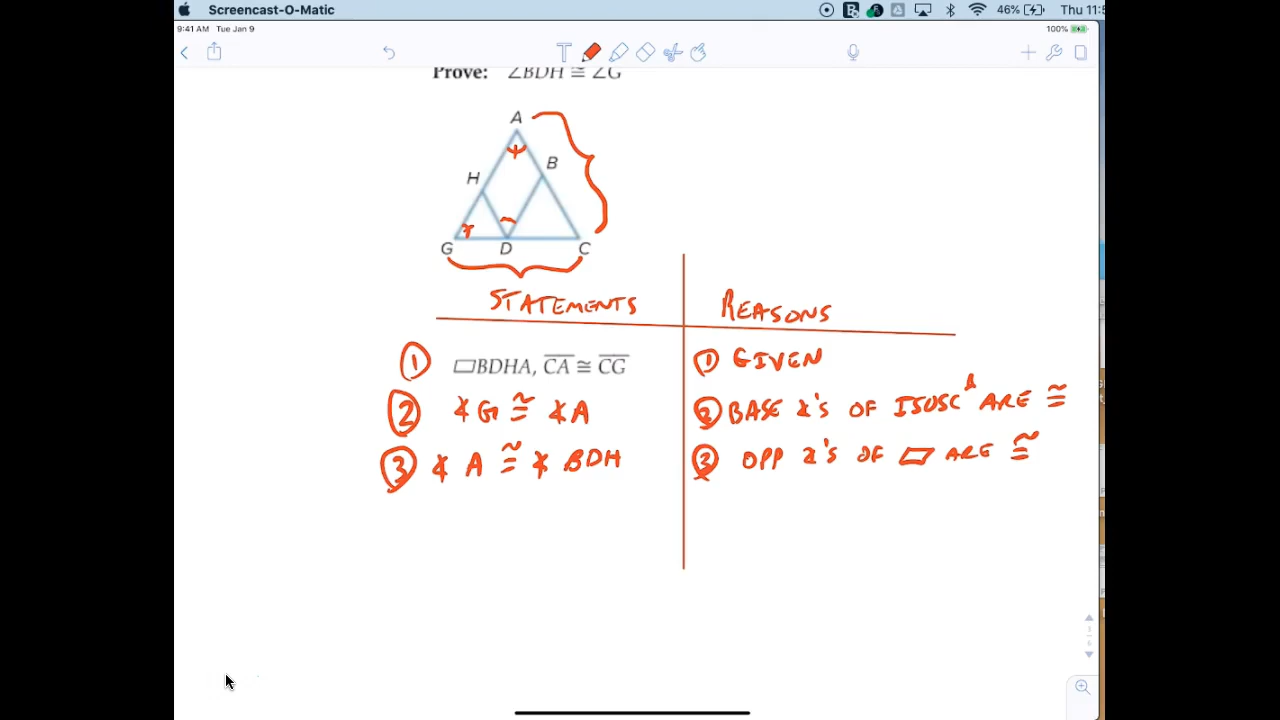 Screencast-O-Matic 46% Thu 11:5
9:41 AM Tue Jan 9 100%
T
Prove: ∠BDH ≅ ∠G
A
B
H
G D C
STATEMENTS REASONS
① ▱BDHA, CA ≅ CG ① GIVEN
② ∡G ≅ ∡A ② BASE ∡'S OF ISOSC Δ ARE ≅
③ ∡A ≅ ∡BDH ③ OPP ∡'S OF ▱ ARE ≅